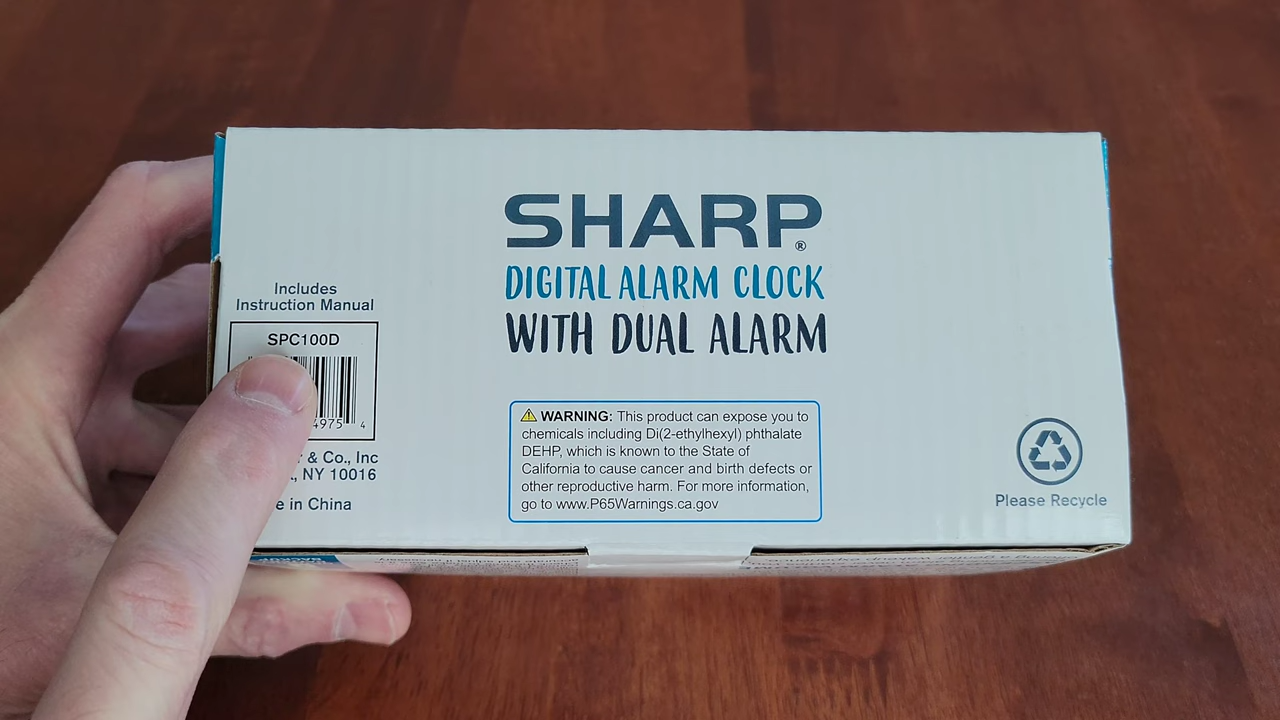 SHARP®
DIGITAL ALARM CLOCK
WITH DUAL ALARM
Includes
Instruction Manual
SPC100D
4975 4
& Co., Inc
NY 10016
in China
⚠ WARNING: This product can expose you to
chemicals including Di(2-ethylhexyl) phthalate
DEHP, which is known to the State of
California to cause cancer and birth defects or
other reproductive harm. For more information,
go to www.P65Warnings.ca.gov
Please Recycle